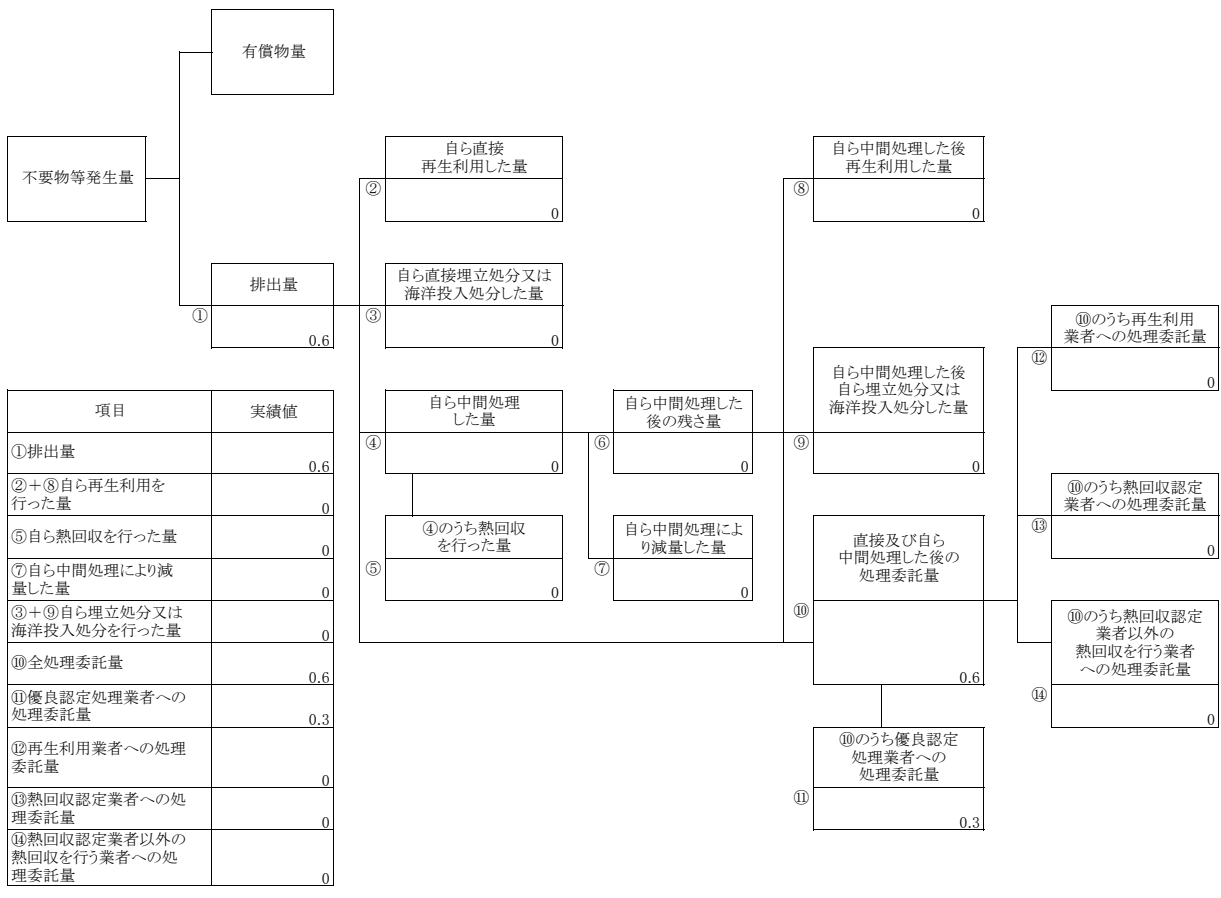 有償物量
不要物等発生量
自ら直接
再生利用した量
②
0
自ら中間処理した後
再生利用した量
⑧
0
排出量
①
0.6
自ら直接埋立処分又は
海洋投入処分した量
③
0
⑩のうち再生利用
業者への処理委託量
⑫
0
自ら中間処理
した量
④
0
自ら中間処理した
後の残さ量
⑥
0
自ら中間処理した後
自ら埋立処分又は
海洋投入処分した量
⑨
0
⑩のうち熱回収認定
業者への処理委託量
⑬
0
④のうち熱回収
を行った量
⑤
0
自ら中間処理によ
り減量した量
⑦
0
直接及び自ら
中間処理した後の
処理委託量
⑩
0.6
⑩のうち熱回収認定
業者以外の
熱回収を行う業者
への処理委託量
⑭
0
⑩のうち優良認定
処理業者への
処理委託量
⑪
0.3
項目 実績値
①排出量
0.6
②＋⑧自ら再生利用を
行った量
0
⑤自ら熱回収を行った量
0
⑦自ら中間処理により減
量した量
0
③＋⑨自ら埋立処分又は
海洋投入処分を行った量
0
⑩全処理委託量
0.6
⑪優良認定処理業者への
処理委託量
0.3
⑫再生利用業者への処理
委託量
0
⑬熱回収認定業者への処
理委託量
0
⑭熱回収認定業者以外の
熱回収を行う業者への処
理委託量
0